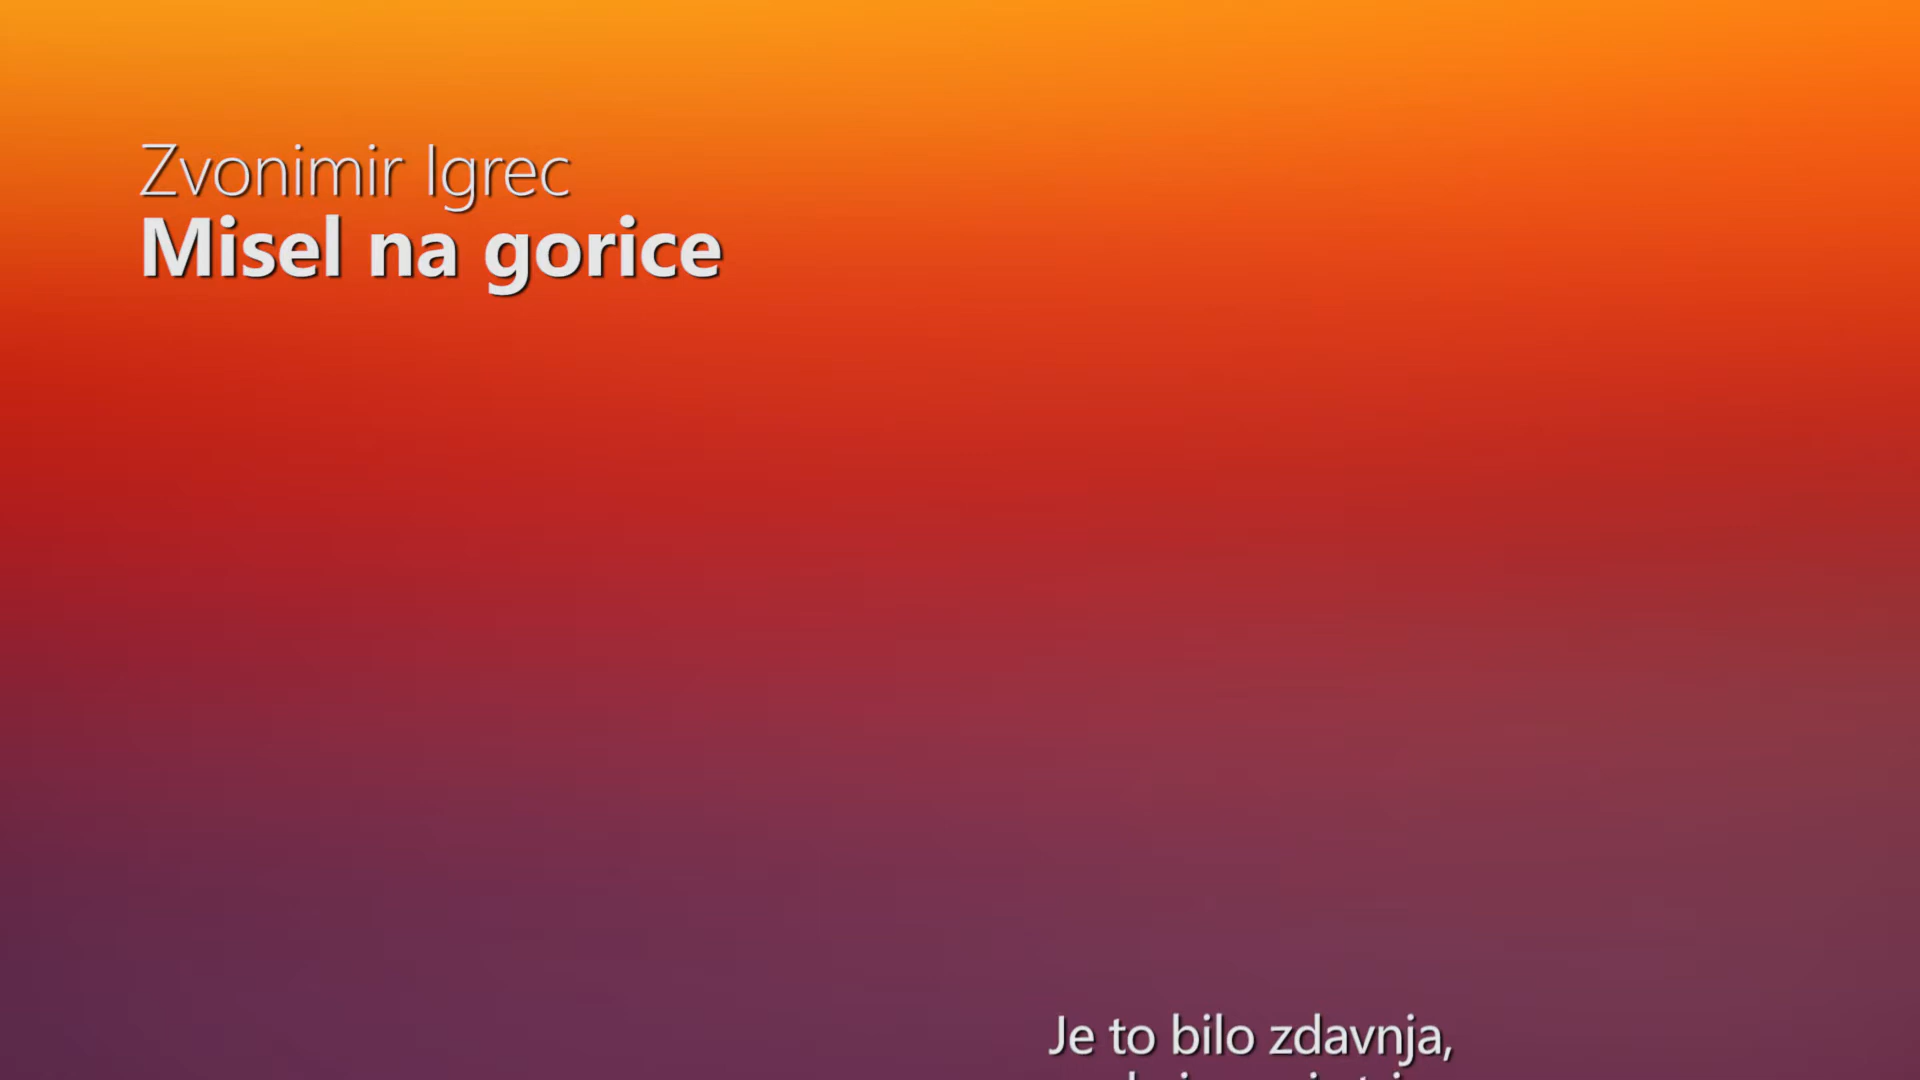 Zvonimir Igrec
Misel na gorice
Je to bilo zdavnja,